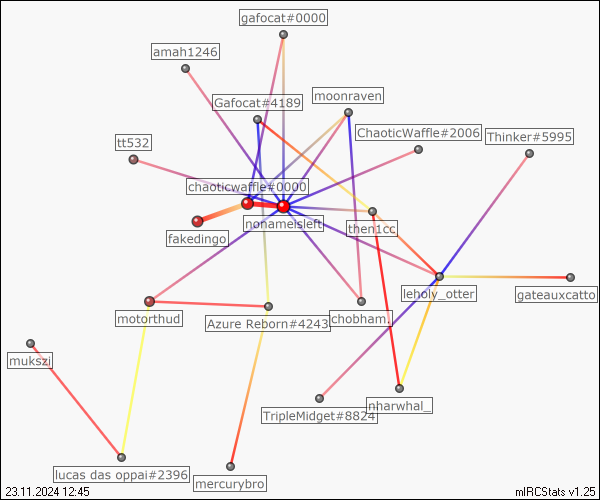 gafocat#0000
amah1246
Gafocat#4189
moonraven
ChaoticWaffle#2006
Thinker#5995
tt532
chaoticwaffle#0000
nonameisleft
fakedingo
then1cc
leholy_otter
gateauxcatto
motorthud
Azure Reborn#4243
chobham.
mukszi
TripleMidget#8824
nharwhal_
lucas das oppai#2396
mercurybro
23.11.2024 12:45
mIRCStats v1.25